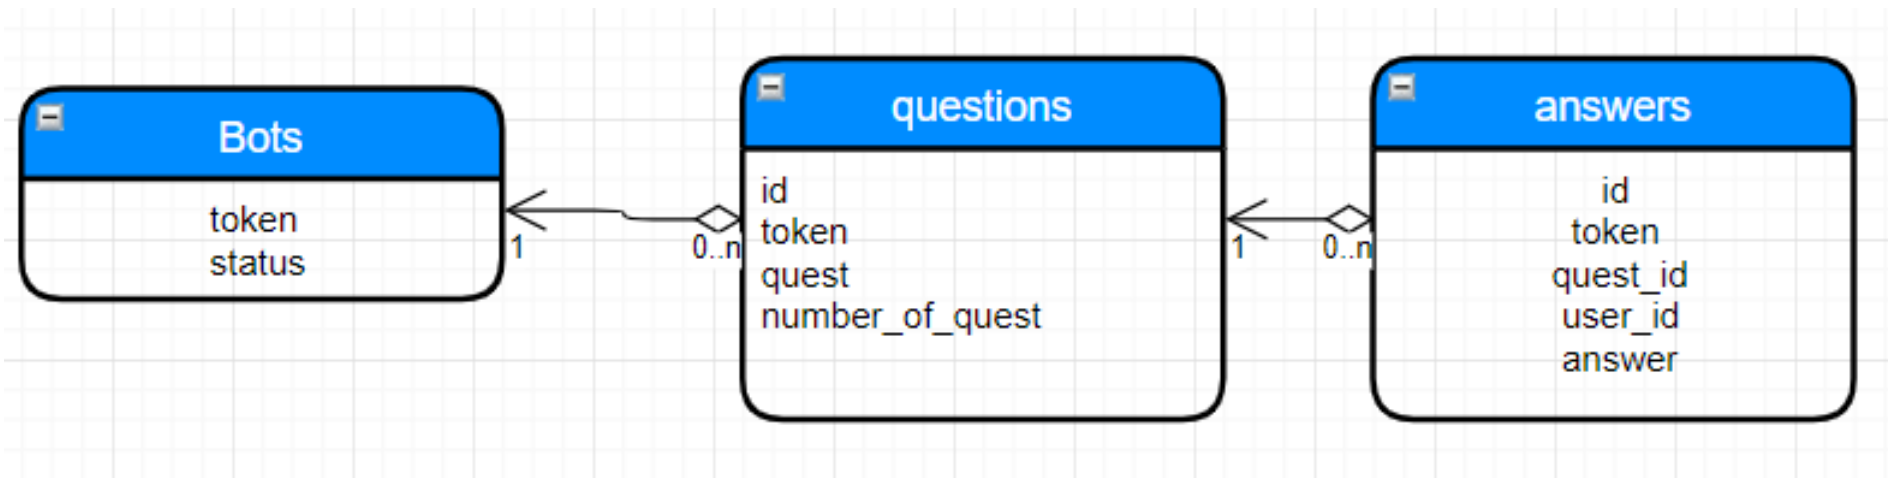 Bots
token
status
1
0..n
questions
id
token
quest
number_of_quest
1
0..n
answers
id
token
quest_id
user_id
answer